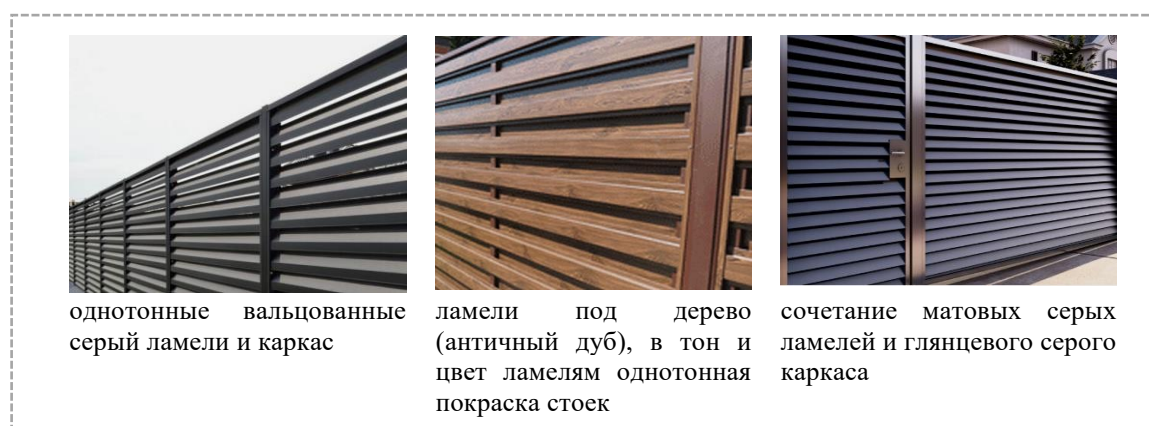 однотонные вальцованные
серый ламели и каркас
ламели под дерево
(античный дуб), в тон и
цвет ламелям однотонная
покраска стоек
сочетание матовых серых
ламелей и глянцевого серого
каркаса